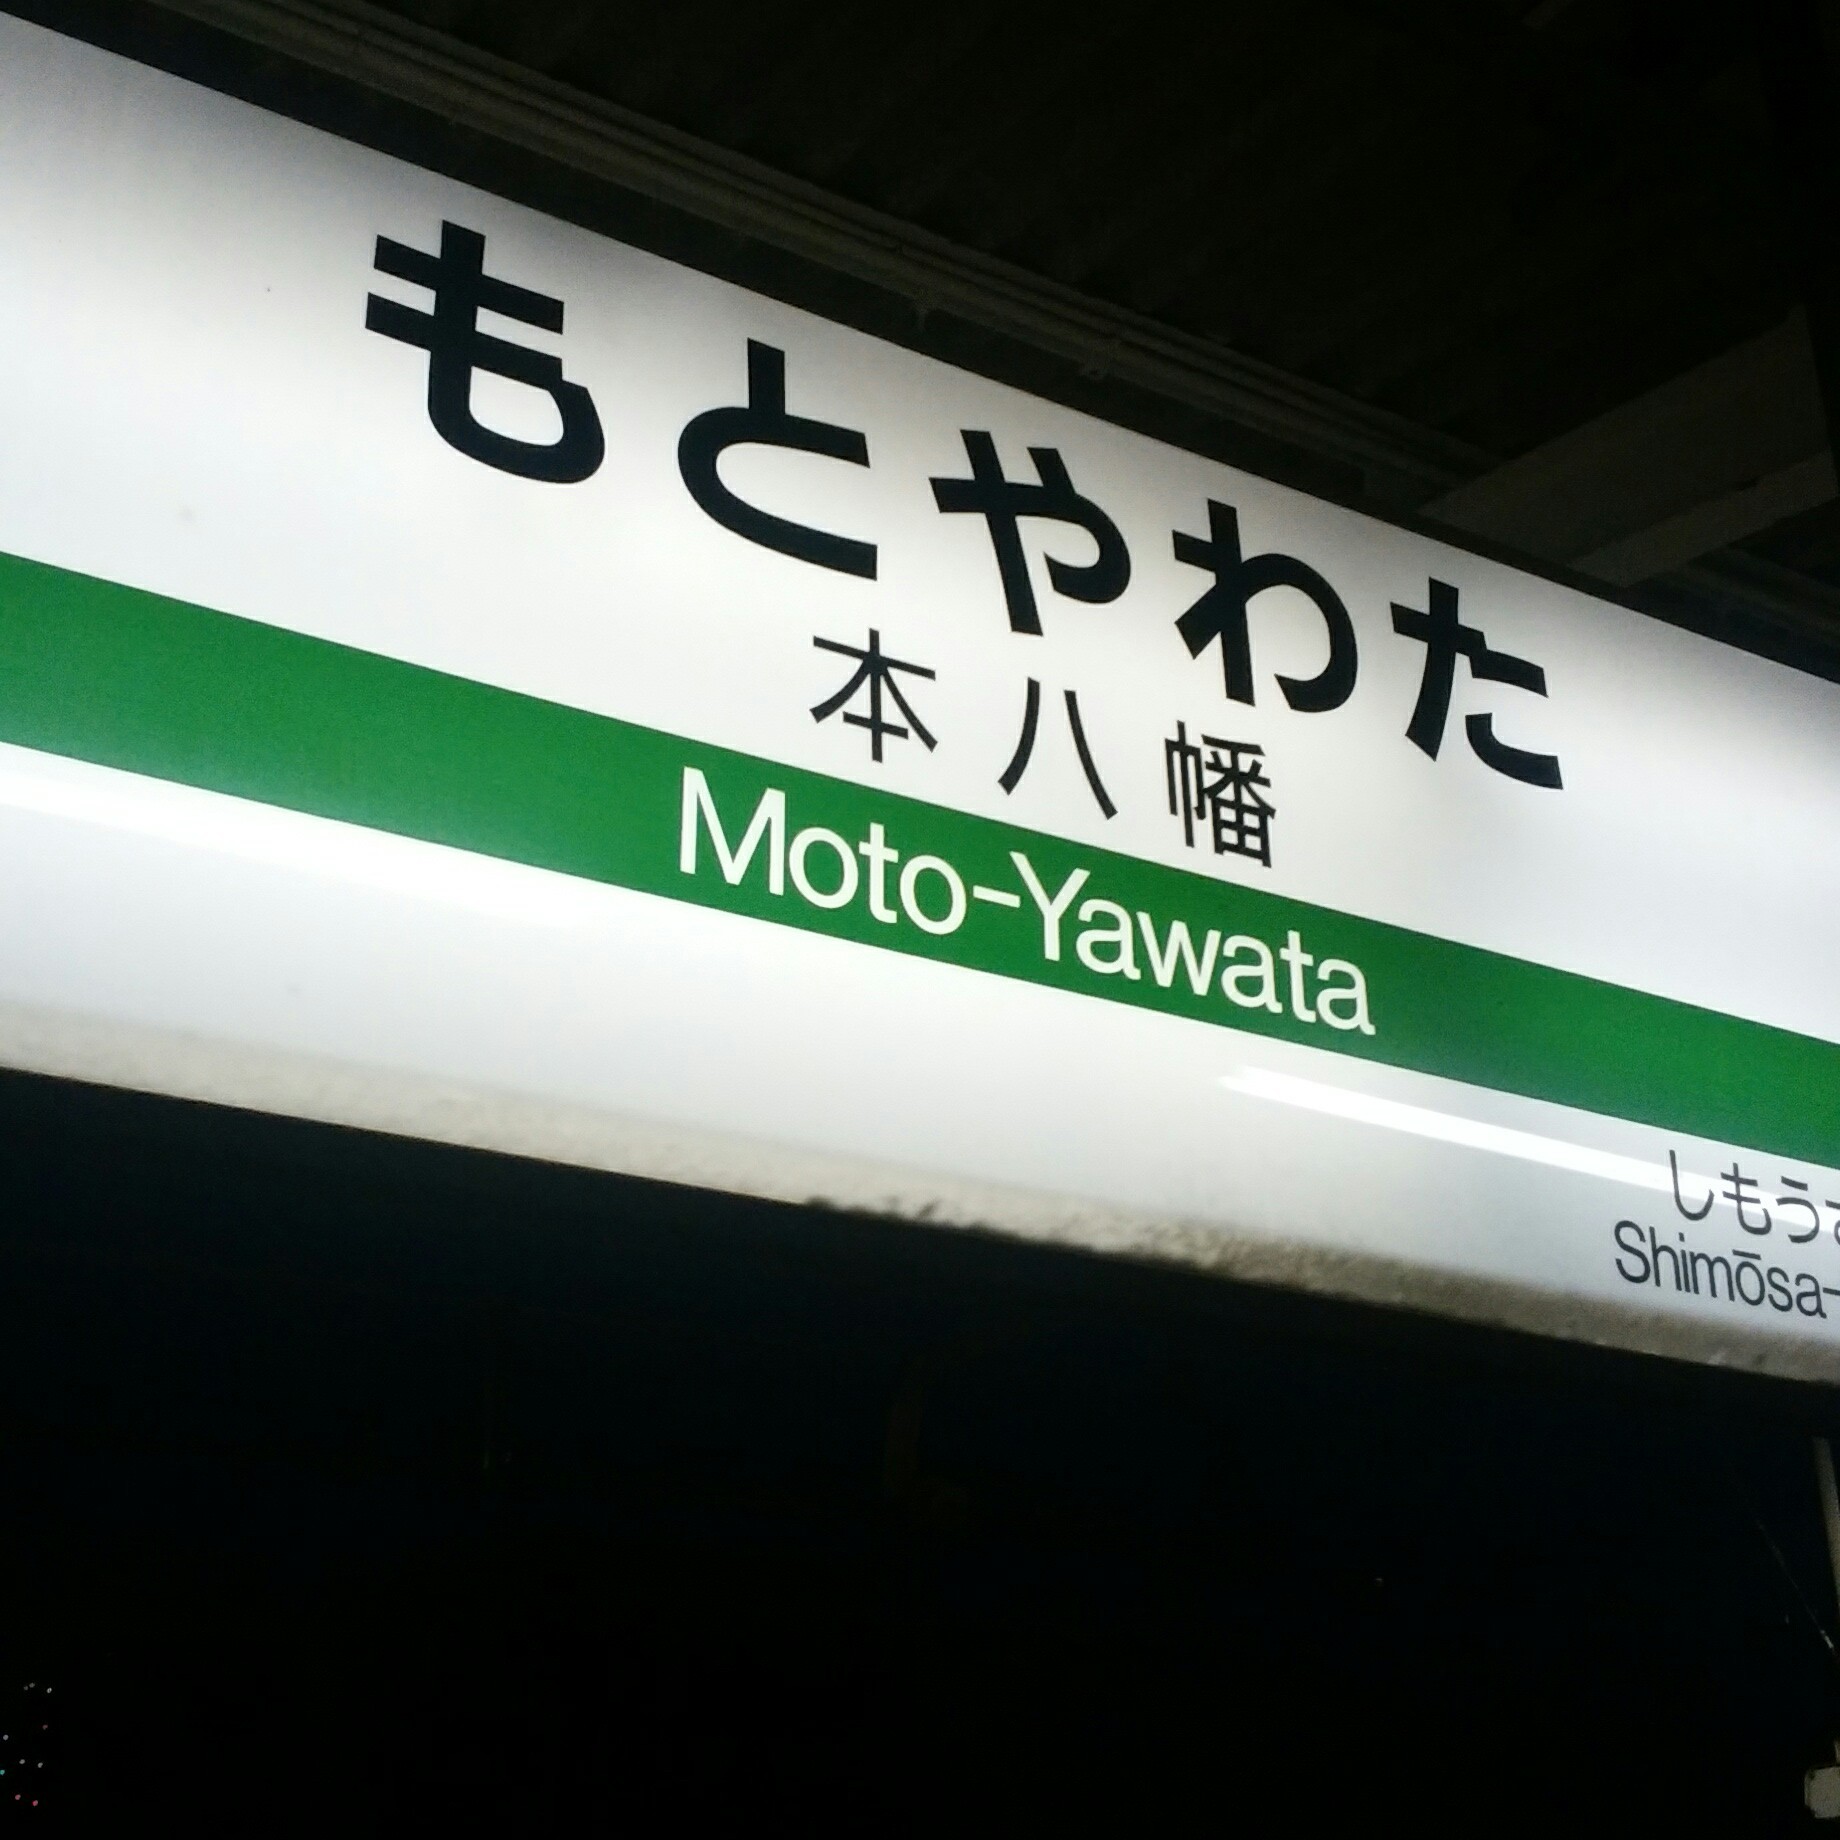 もとやわた
本八幡
Moto-Yawata
しもう
Shimōsa-